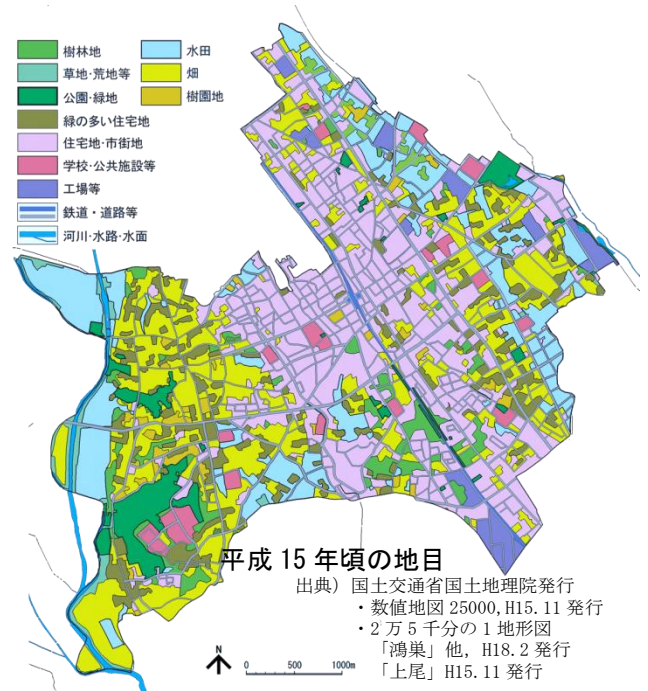 樹林地
水田
草地・荒地等
畑
公園・緑地
樹園地
緑の多い住宅地
住宅地・市街地
学校・公共施設等
工場等
鉄道・道路等
河川・水路・水面
平成 15 年頃の地目
出典）国土交通省国土地理院発行
・数値地図 25000, H15.11 発行
・2 万 5 千分の 1 地形図
「鴻巣」他, H18.2 発行
「上尾」H15.11 発行
N
0 500 1000m